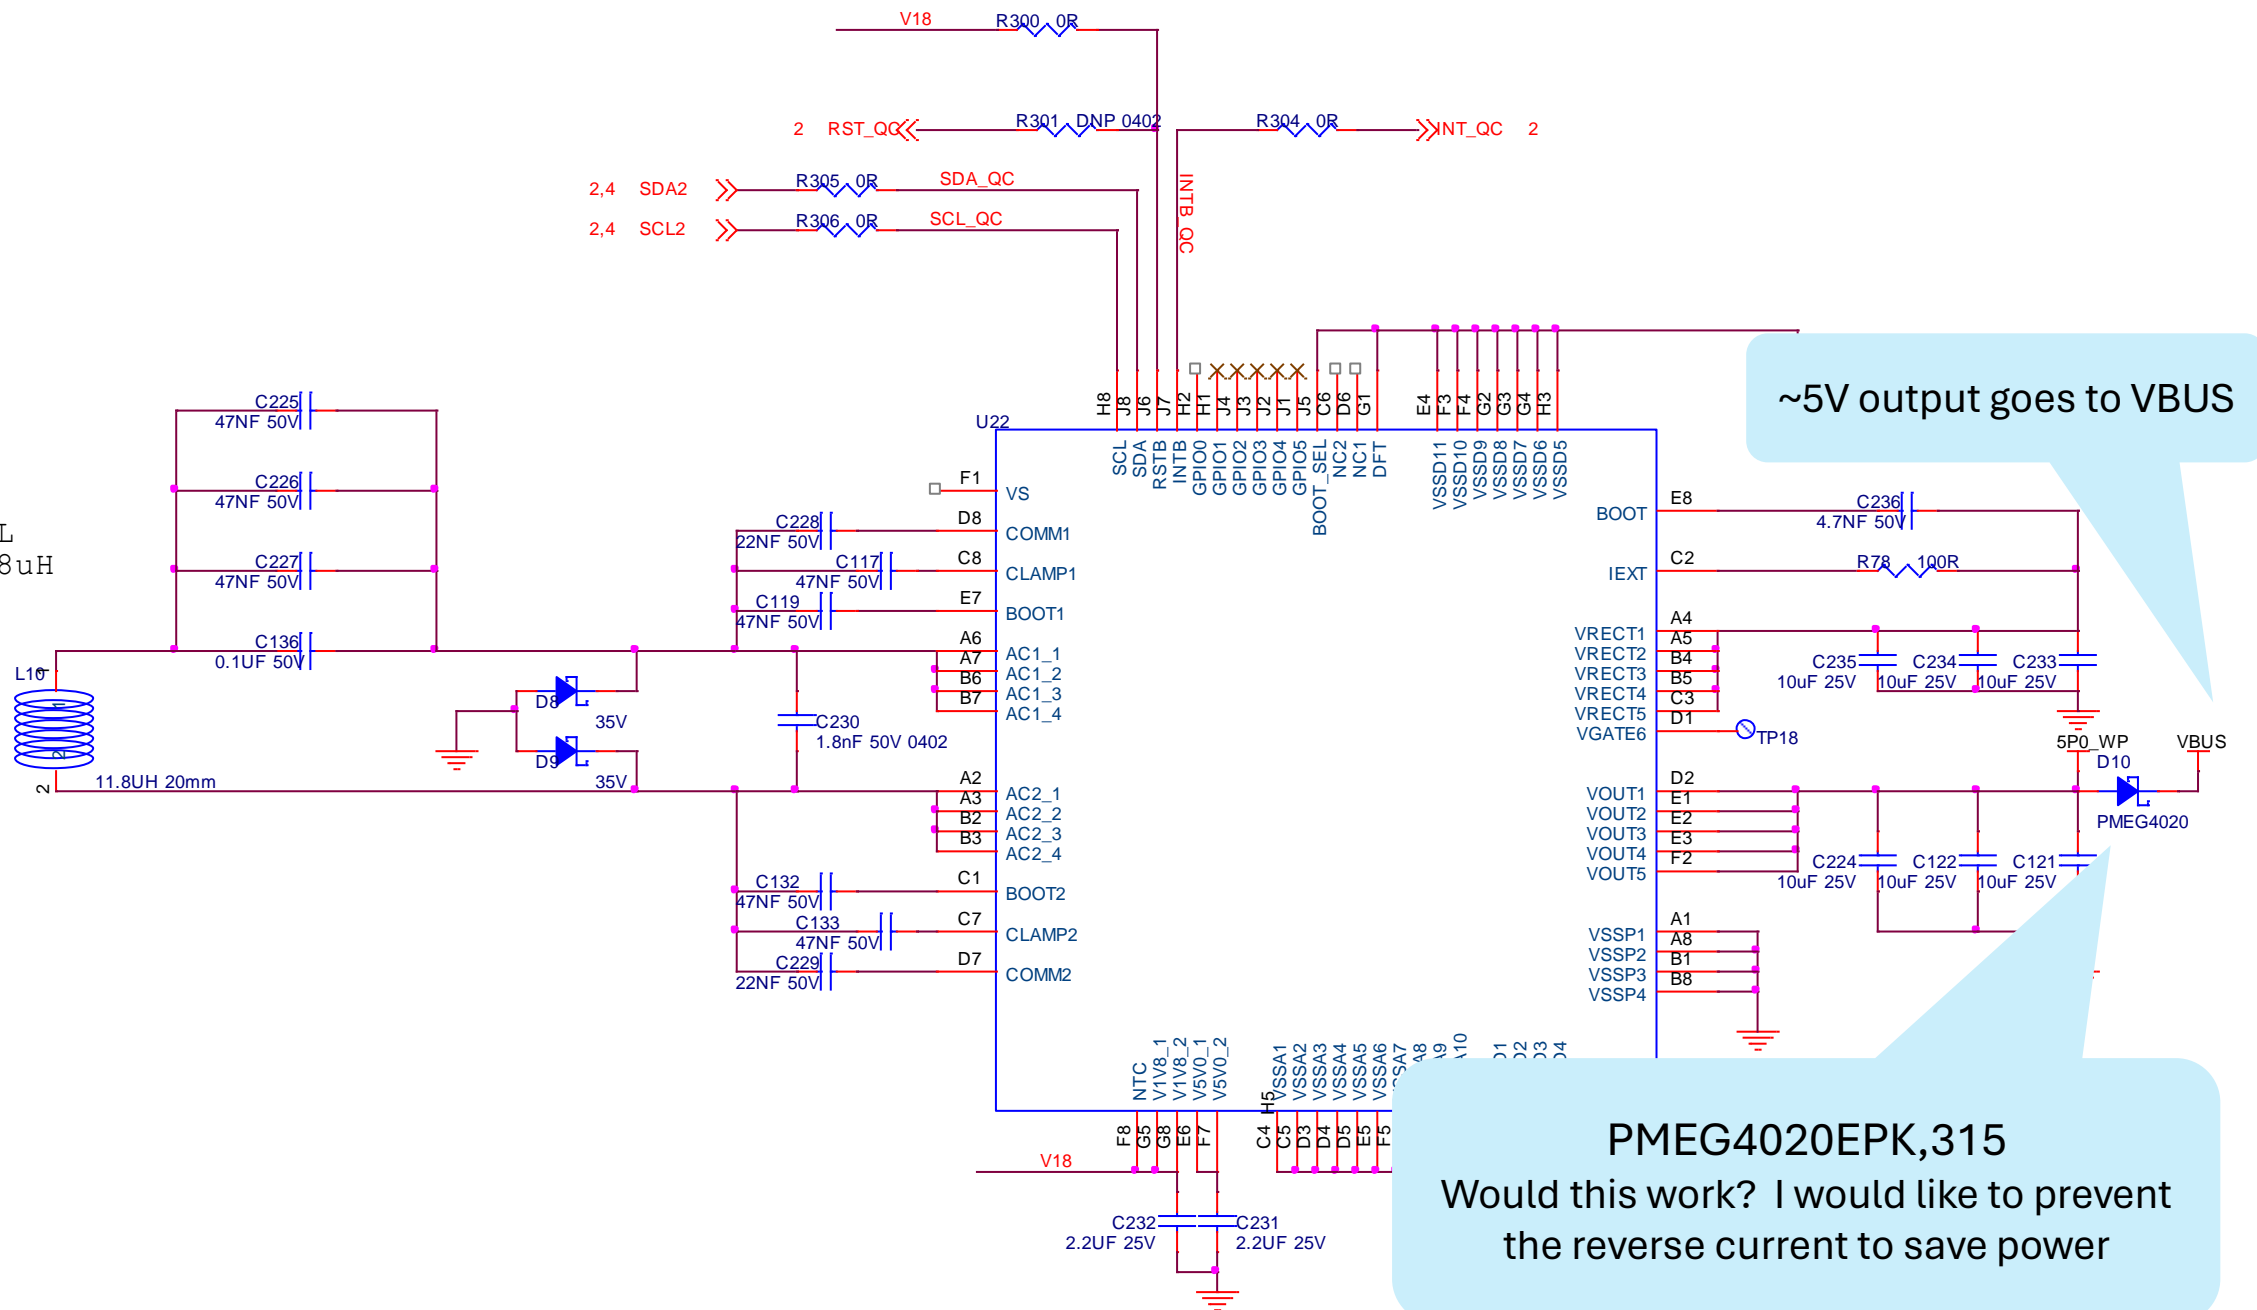 V18
R300 0R
2 RST_QC
R301 DNP 0402
R304 0R
INT_QC 2
2,4 SDA2
R305 0R
SDA_QC
2,4 SCL2
R306 0R
SCL_QC
INTB_QC
H8
J8
J6
J7
H2
H1
J4
J3
J2
J1
J5
C6
D6
G1
E4
F3
F4
G2
G3
G4
H3
U22
SCL
SDA
RSTB
INTB
GPIO0
GPIO1
GPIO2
GPIO3
GPIO4
GPIO5
BOOT_SEL
NC2
NC1
DFT
VSSD11
VSSD10
VSSD9
VSSD8
VSSD7
VSSD6
VSSD5
~5V output goes to VBUS
C225
47NF 50V
C226
47NF 50V
L
8uH
C227
47NF 50V
C136
0.1UF 50V
L10
1
1
2
2
11.8UH 20mm
D8
35V
D9
35V
C228
22NF 50V
C117
47NF 50V
C119
47NF 50V
C230
1.8nF 50V 0402
C132
47NF 50V
C133
47NF 50V
C229
22NF 50V
F1 VS
D8 COMM1
C8 CLAMP1
E7 BOOT1
A6 AC1_1
A7 AC1_2
B6 AC1_3
B7 AC1_4
A2 AC2_1
A3 AC2_2
B2 AC2_3
B3 AC2_4
C1 BOOT2
C7 CLAMP2
D7 COMM2
BOOT E8
IEXT C2
VRECT1 A4
VRECT2 A5
VRECT3 B4
VRECT4 B5
VRECT5 C3
VGATE6 D1
TP18
VOUT1 D2
VOUT2 E1
VOUT3 E2
VOUT4 E3
VOUT5 F2
VSSP1 A1
VSSP2 A8
VSSP3 B1
VSSP4 B8
C236
4.7NF 50V
R78 100R
C235
10uF 25V
C234
10uF 25V
C233
10uF 25V
5P0_WP
VBUS
D10
PMEG4020
C224
10uF 25V
C122
10uF 25V
C121
10uF 25V
NTC
V1V8_1
V1V8_2
V5V0_1
V5V0_2
VSSA1
VSSA2
VSSA3
VSSA4
VSSA5
VSSA6
SSA7
A8
A9
A10
D1
D2
D3
D4
F8
G5
G8
E6
F7
H5
C4
C5
D3
D4
D5
E5
F5
V18
C232
2.2UF 25V
C231
2.2UF 25V
PMEG4020EPK,315
Would this work? I would like to prevent
the reverse current to save power